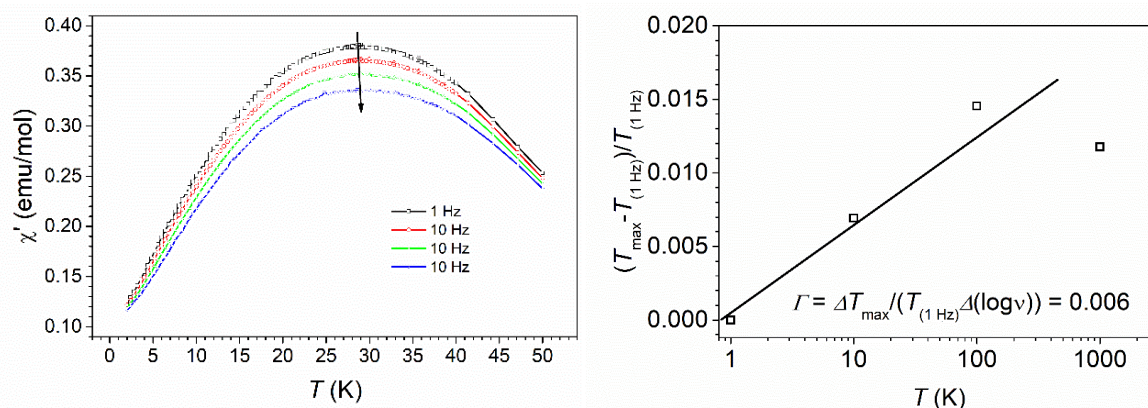 0.40
0.35
0.30
0.25
0.20
0.15
0.10
χ' (emu/mol)
1 Hz
10 Hz
10 Hz
10 Hz
0 5 10 15 20 25 30 35 40 45 50
T (K)
0.015
0.010
0.005
0.000
(Tmax-T(1 Hz))/T(1 Hz)
Γ = ΔTmax/(T(1 Hz)Δ(logν)) = 0.006
1 10 100 1000
T (K)